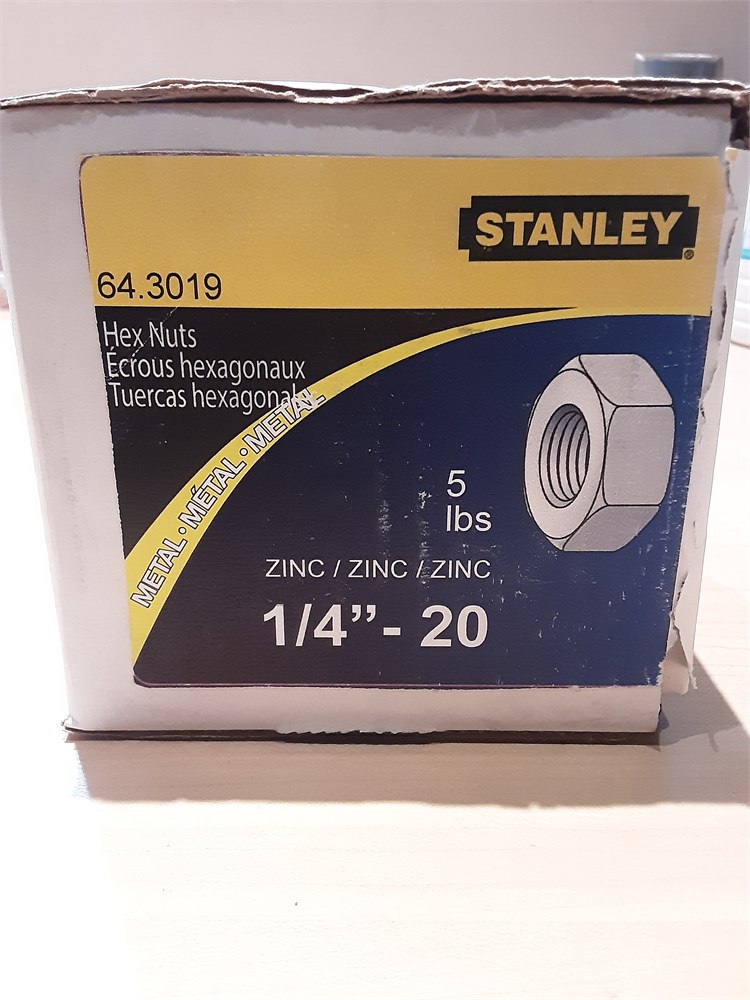 STANLEY®
64.3019
Hex Nuts
Écrous hexagonaux
Tuercas hexagonales
METAL • MÉTAL • METAL
5
lbs
ZINC / ZINC / ZINC
1/4”- 20